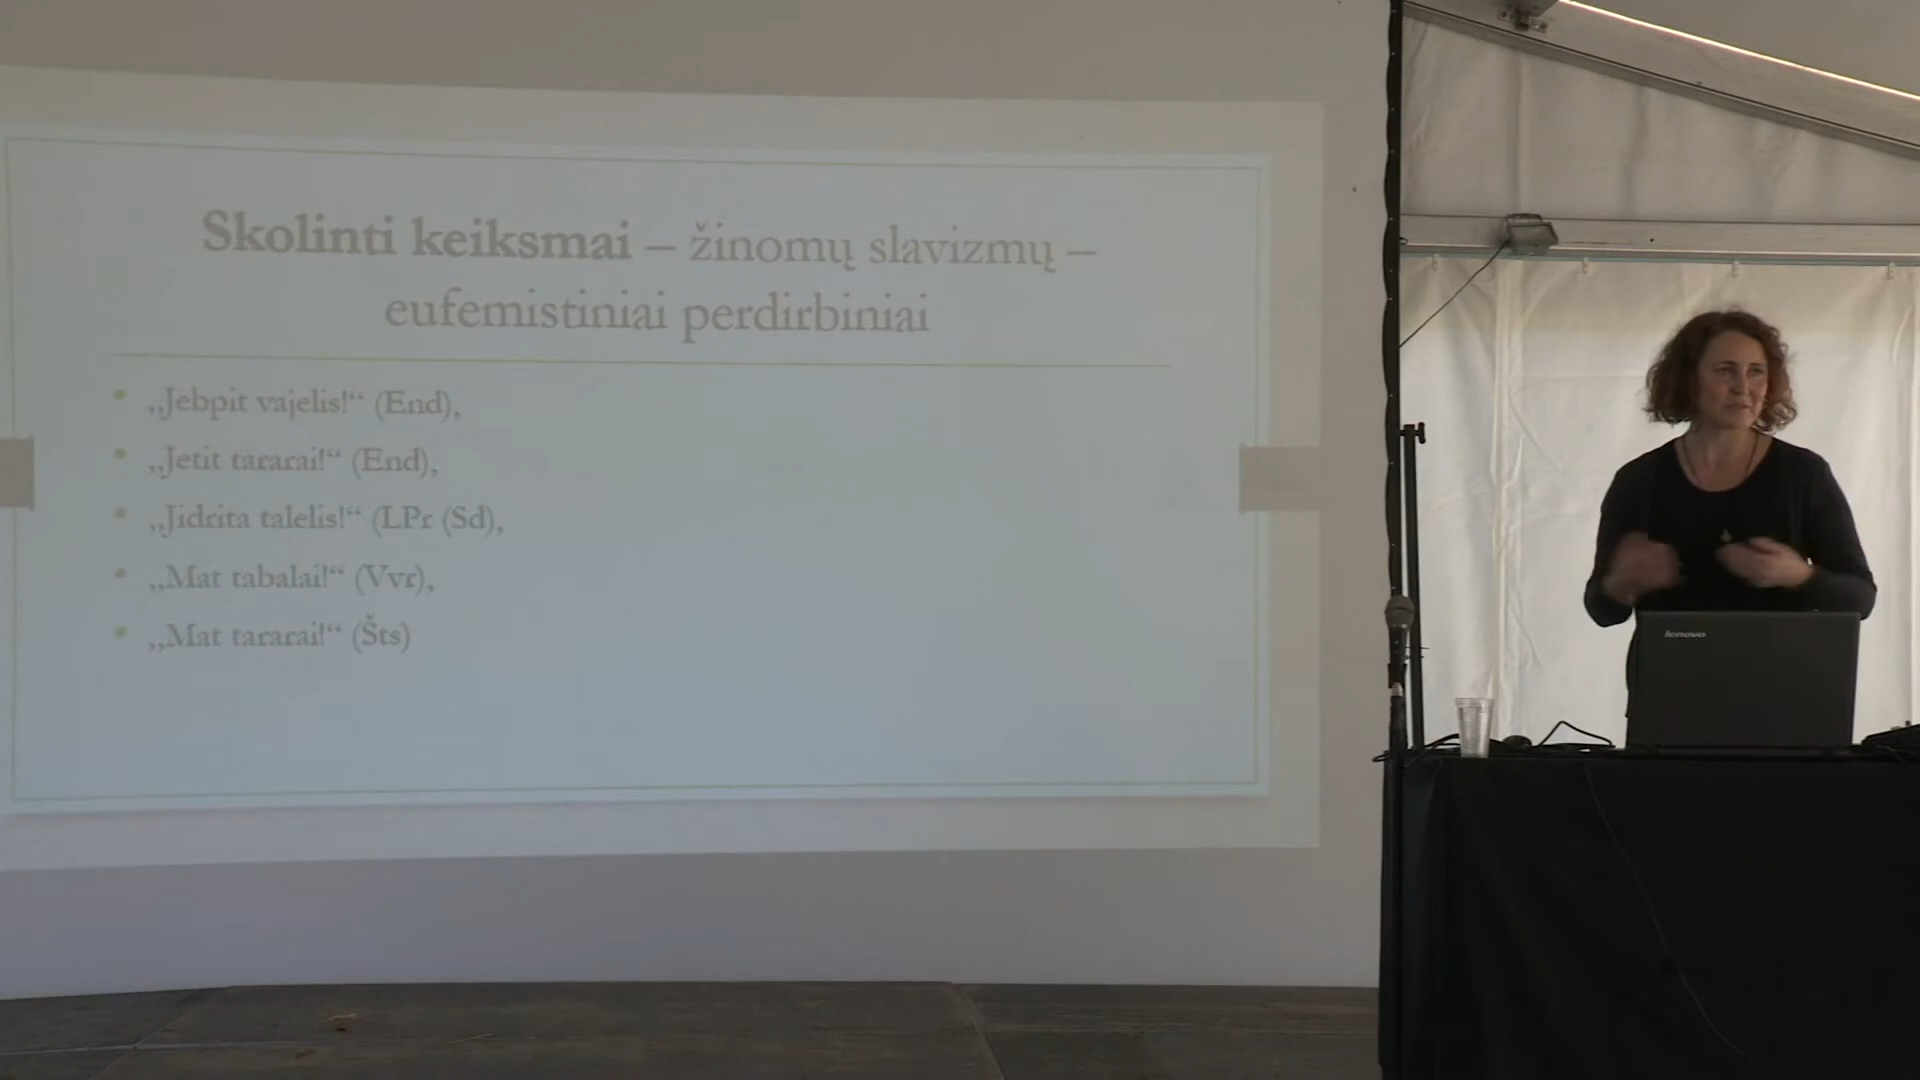 Skolinti keiksmai – žinomų slavizmų –
eufemistiniai perdirbiniai
• „Jebpit vajelis!“ (End),
• „Jetit tararai!“ (End),
• „Jidrita talelis!“ (LPr (Sd),
• „Mat tabalai!“ (Vvr),
• „Mat tararai!“ (Šts)
lenovo